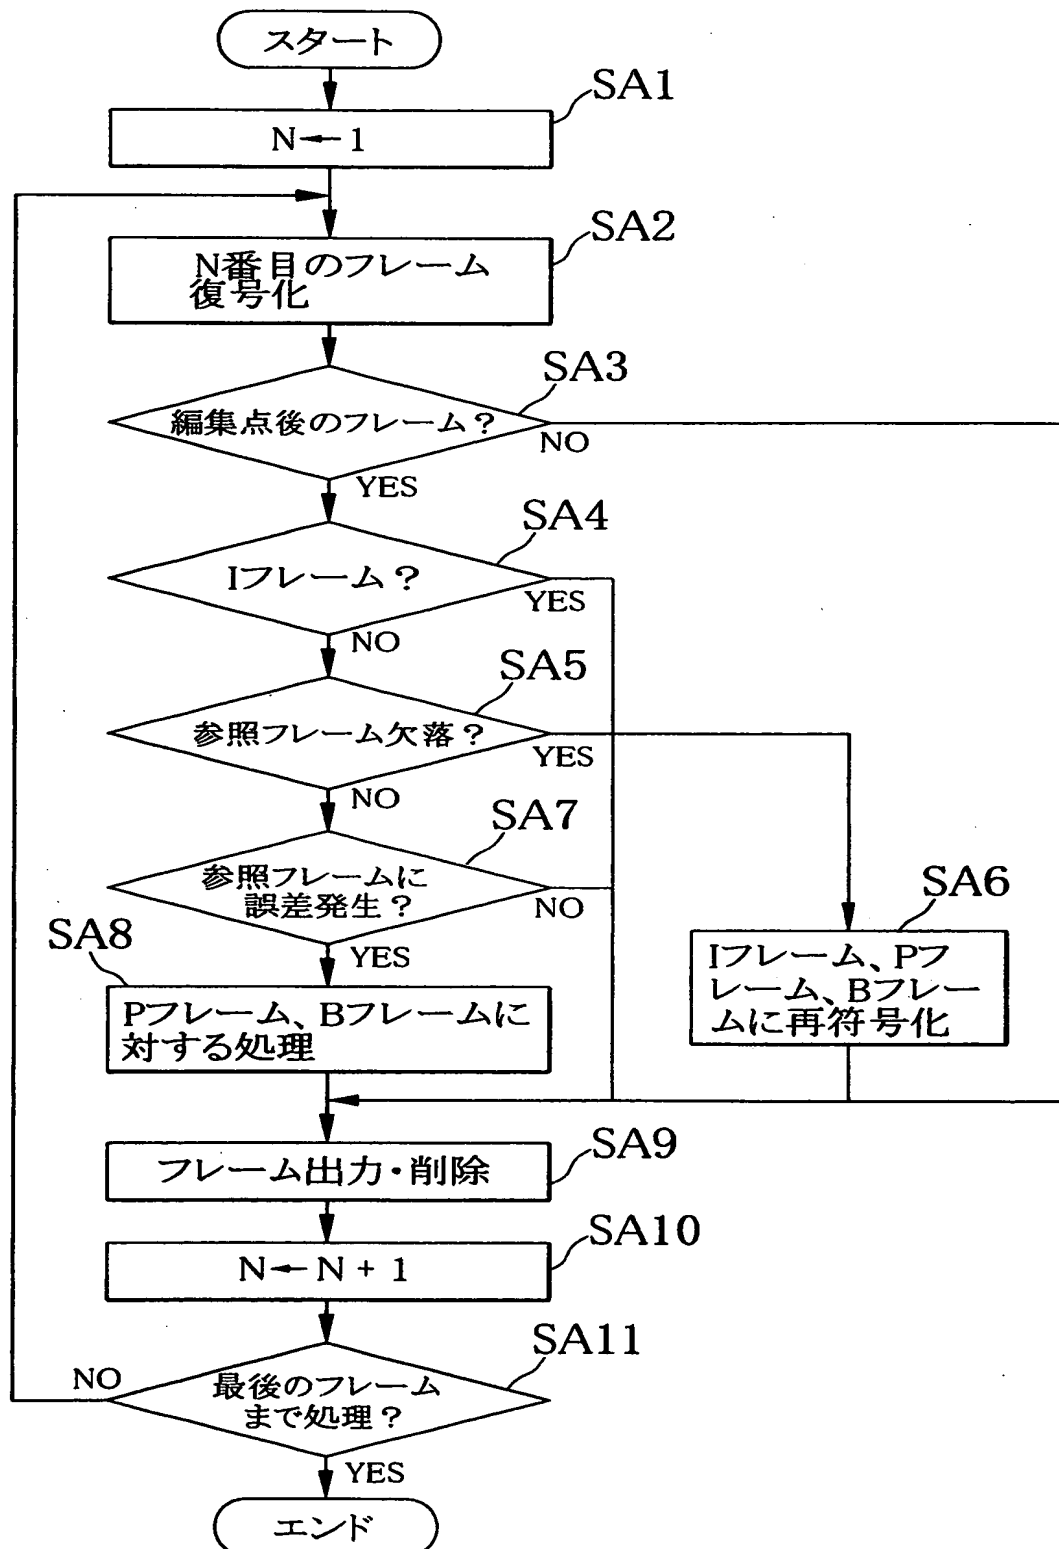 スタート
SA1
N←1
SA2
N番目のフレーム
復号化
SA3
編集点後のフレーム？
NO
YES
SA4
Iフレーム？
YES
NO
SA5
参照フレーム欠落？
YES
NO
SA7
参照フレームに
誤差発生？
NO
YES
SA6
Iフレーム、Pフ
レーム、Bフレー
ムに再符号化
SA8
Pフレーム、Bフレームに
対する処理
SA9
フレーム出力・削除
SA10
N←N + 1
SA11
最後のフレーム
まで処理？
NO
YES
エンド